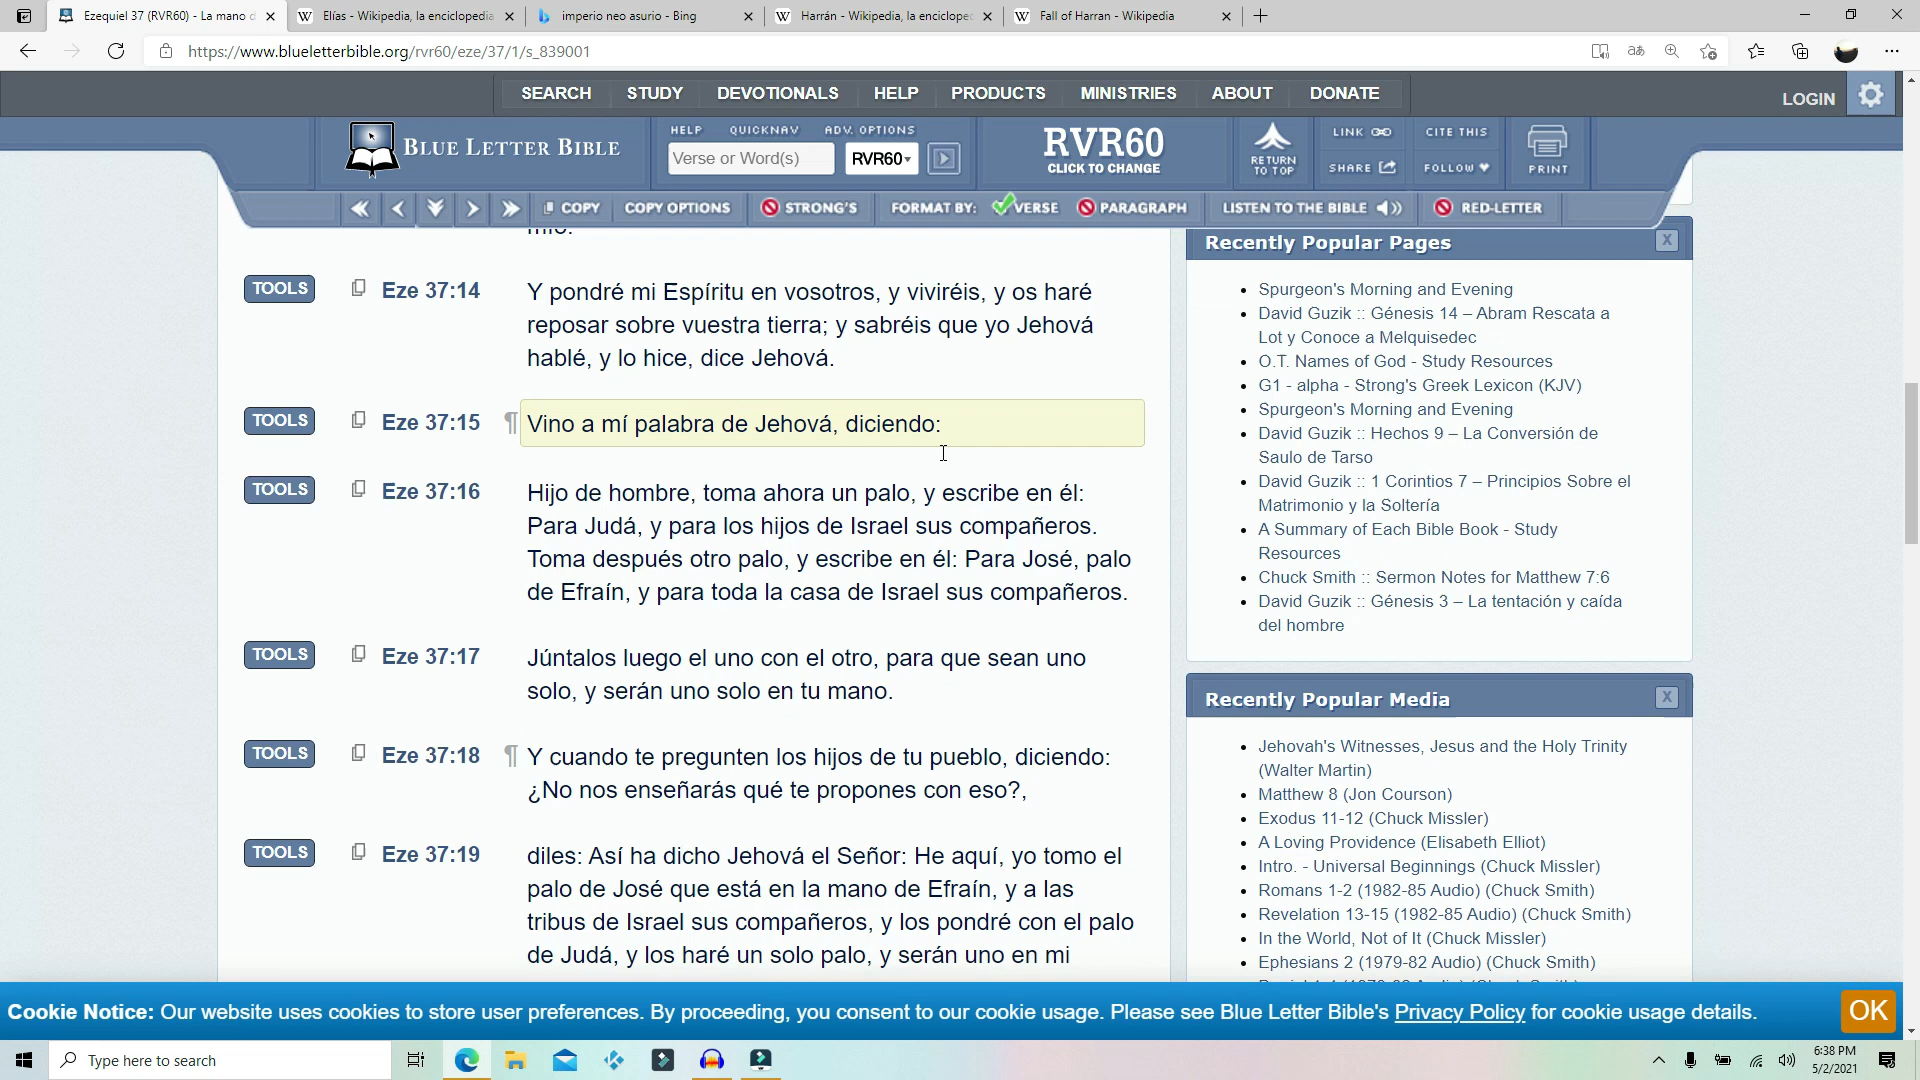 Ezequiel 37 (RVR60) - La mano d
Elías - Wikipedia, la enciclopedia
imperio neo asurio - Bing
Harrán - Wikipedia, la encicloped
Fall of Harran - Wikipedia
https://www.blueletterbible.org/rvr60/eze/37/1/s_839001
SEARCH STUDY DEVOTIONALS HELP PRODUCTS MINISTRIES ABOUT DONATE
LOGIN
BLUE LETTER BIBLE
HELP QUICKNAV ADV. OPTIONS
Verse or Word(s)
RVR60
RVR60
CLICK TO CHANGE
RETURN
TO TOP
LINK
CITE THIS
SHARE
FOLLOW
PRINT
COPY COPY OPTIONS STRONG'S FORMAT BY: VERSE PARAGRAPH LISTEN TO THE BIBLE RED-LETTER
mío.
TOOLS Eze 37:14 Y pondré mi Espíritu en vosotros, y viviréis, y os haré
reposar sobre vuestra tierra; y sabréis que yo Jehová
hablé, y lo hice, dice Jehová.
TOOLS Eze 37:15 ¶ Vino a mí palabra de Jehová, diciendo:
TOOLS Eze 37:16 Hijo de hombre, toma ahora un palo, y escribe en él:
Para Judá, y para los hijos de Israel sus compañeros.
Toma después otro palo, y escribe en él: Para José, palo
de Efraín, y para toda la casa de Israel sus compañeros.
TOOLS Eze 37:17 Júntalos luego el uno con el otro, para que sean uno
solo, y serán uno solo en tu mano.
TOOLS Eze 37:18 ¶ Y cuando te pregunten los hijos de tu pueblo, diciendo:
¿No nos enseñarás qué te propones con eso?,
TOOLS Eze 37:19 diles: Así ha dicho Jehová el Señor: He aquí, yo tomo el
palo de José que está en la mano de Efraín, y a las
tribus de Israel sus compañeros, y los pondré con el palo
de Judá, y los haré un solo palo, y serán uno en mi
Recently Popular Pages
X
Spurgeon's Morning and Evening
David Guzik :: Génesis 14 – Abram Rescata a
Lot y Conoce a Melquisedec
O.T. Names of God - Study Resources
G1 - alpha - Strong's Greek Lexicon (KJV)
Spurgeon's Morning and Evening
David Guzik :: Hechos 9 – La Conversión de
Saulo de Tarso
David Guzik :: 1 Corintios 7 – Principios Sobre el
Matrimonio y la Soltería
A Summary of Each Bible Book - Study
Resources
Chuck Smith :: Sermon Notes for Matthew 7:6
David Guzik :: Génesis 3 – La tentación y caída
del hombre
Recently Popular Media
X
Jehovah's Witnesses, Jesus and the Holy Trinity
(Walter Martin)
Matthew 8 (Jon Courson)
Exodus 11-12 (Chuck Missler)
A Loving Providence (Elisabeth Elliot)
Intro. - Universal Beginnings (Chuck Missler)
Romans 1-2 (1982-85 Audio) (Chuck Smith)
Revelation 13-15 (1982-85 Audio) (Chuck Smith)
In the World, Not of It (Chuck Missler)
Ephesians 2 (1979-82 Audio) (Chuck Smith)
Cookie Notice: Our website uses cookies to store user preferences. By proceeding, you consent to our cookie usage. Please see Blue Letter Bible's Privacy Policy for cookie usage details.
OK
Type here to search
6:38 PM
5/2/2021